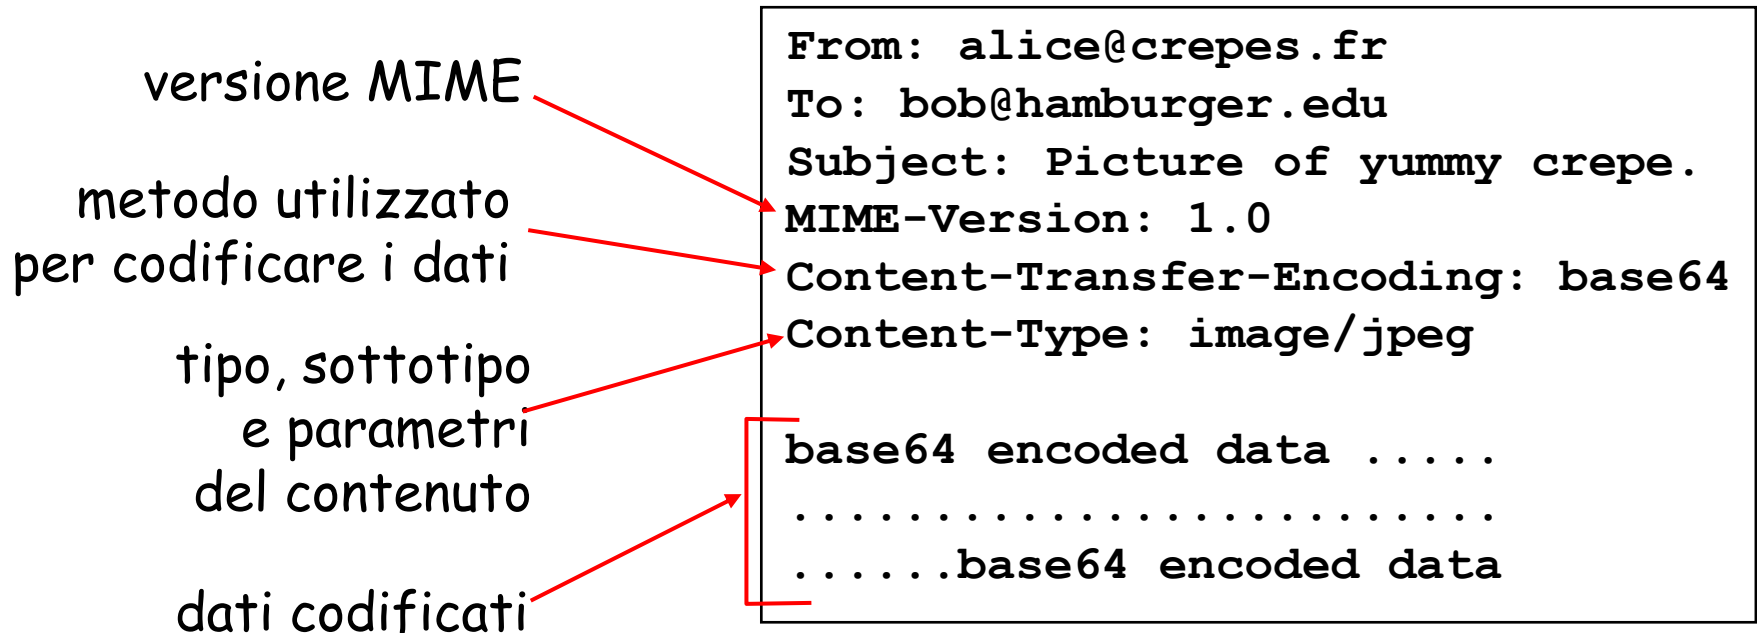 versione MIME
metodo utilizzato
per codificare i dati
tipo, sottotipo
e parametri
del contenuto
dati codificati
From: alice@crepes.fr
To: bob@hamburger.edu
Subject: Picture of yummy crepe.
MIME-Version: 1.0
Content-Transfer-Encoding: base64
Content-Type: image/jpeg
base64 encoded data .....
.........................
......base64 encoded data